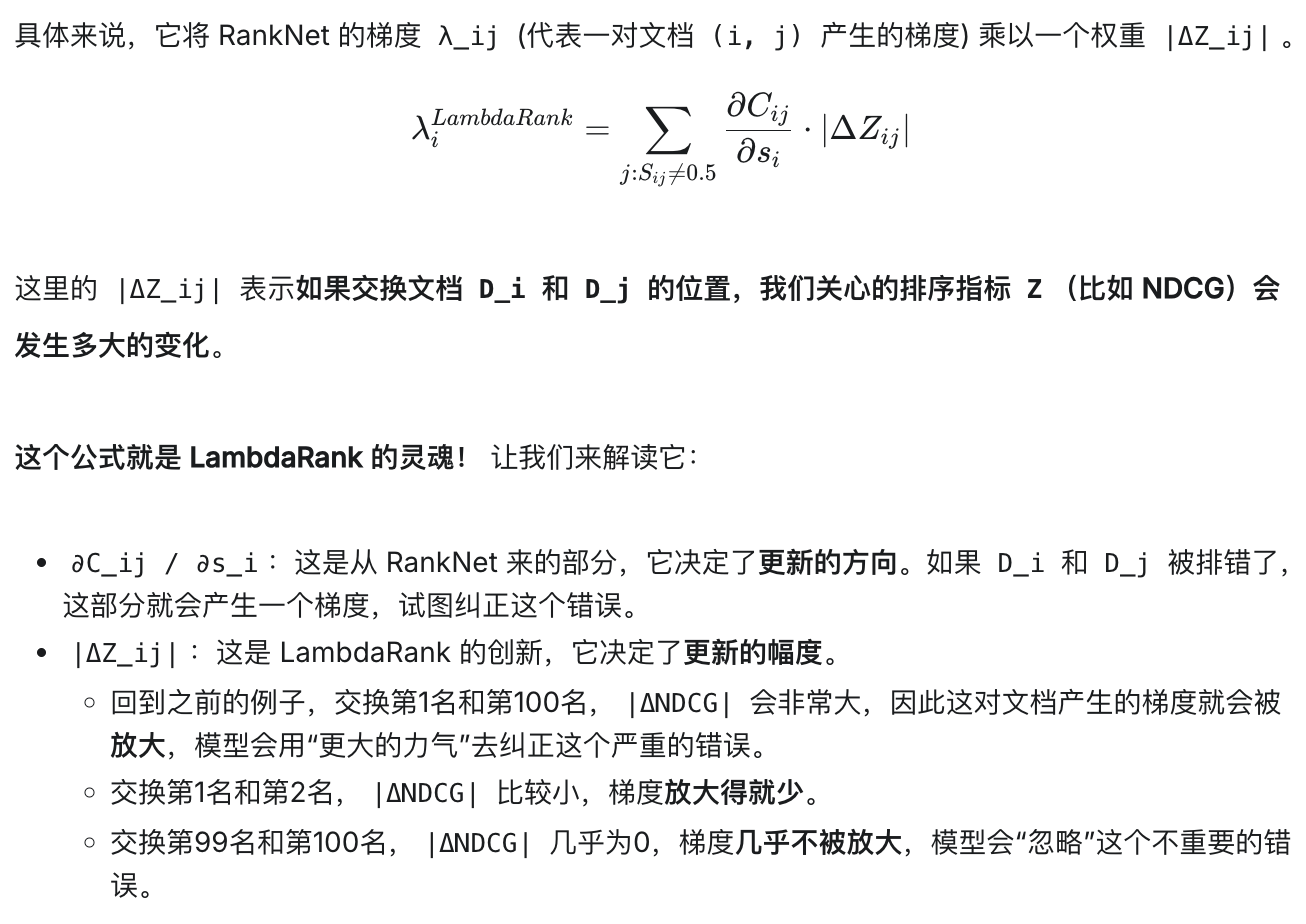 具体来说，它将 RankNet 的梯度 λ_ij (代表一对文档 (i, j) 产生的梯度) 乘以一个权重 |ΔZ_ij| 。
λ_i^{LambdaRank} = ∑_{j:S_{ij}≠0.5} ∂C_{ij}/∂s_i · |ΔZ_{ij}|
这里的 |ΔZ_ij| 表示如果交换文档 D_i 和 D_j 的位置，我们关心的排序指标 Z （比如 NDCG）会
发生多大的变化。
这个公式就是 LambdaRank 的灵魂！ 让我们来解读它：
• ∂C_ij / ∂s_i：这是从 RankNet 来的部分，它决定了更新的方向。如果 D_i 和 D_j 被排错了，
这部分就会产生一个梯度，试图纠正这个错误。
• |ΔZ_ij|：这是 LambdaRank 的创新，它决定了更新的幅度。
◦ 回到之前的例子，交换第1名和第100名， |ΔNDCG| 会非常大，因此这对文档产生的梯度就会被
放大，模型会用“更大的力气”去纠正这个严重的错误。
◦ 交换第1名和第2名， |ΔNDCG| 比较小，梯度放大得就少。
◦ 交换第99名和第100名， |ΔNDCG| 几乎为0，梯度几乎不被放大，模型会“忽略”这个不重要的错
误。